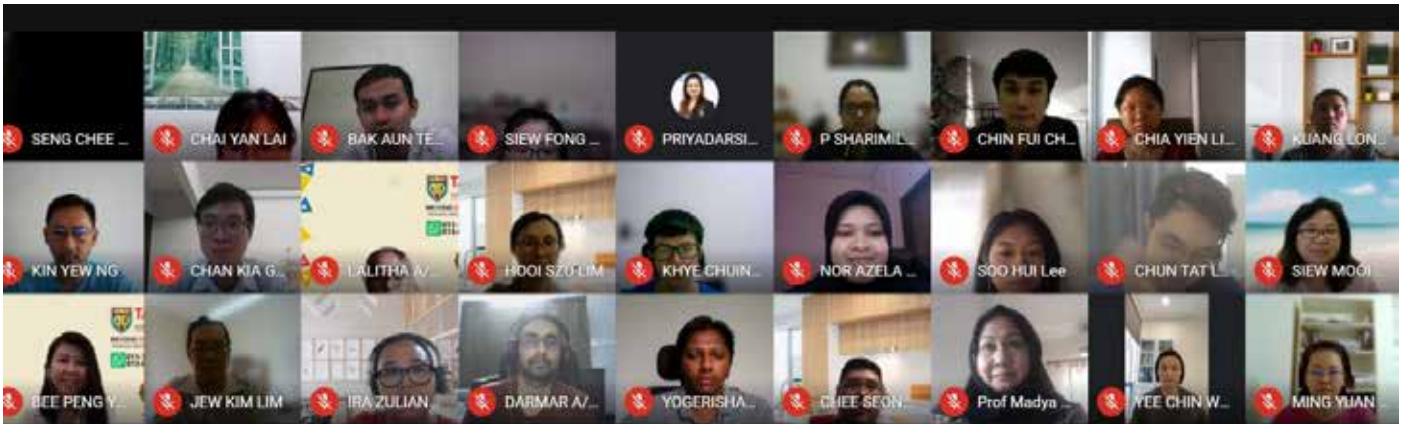 SENG CHEE ...
CHAI YAN LAI
BAK AUN TE...
SIEW FONG ...
PRIYADARSI...
P SHARIMIL...
CHIN FUI CH...
CHIA YIEN LI...
KUANG LON...
KIN YEW NG
CHAN KIA G...
LALITHA A/...
HOOI SZU LIM
KHYE CHUIN...
NOR AZELA ...
SOO HUI Lee
CHUN TAT L...
SIEW MOOI ...
BEE PENG Y...
JEW KIM LIM
IRA ZULIAN...
DARMAR A/...
YOGERISHA...
CHEE SEON...
Prof Madya ...
YEE CHIN W...
MING YUAN ...